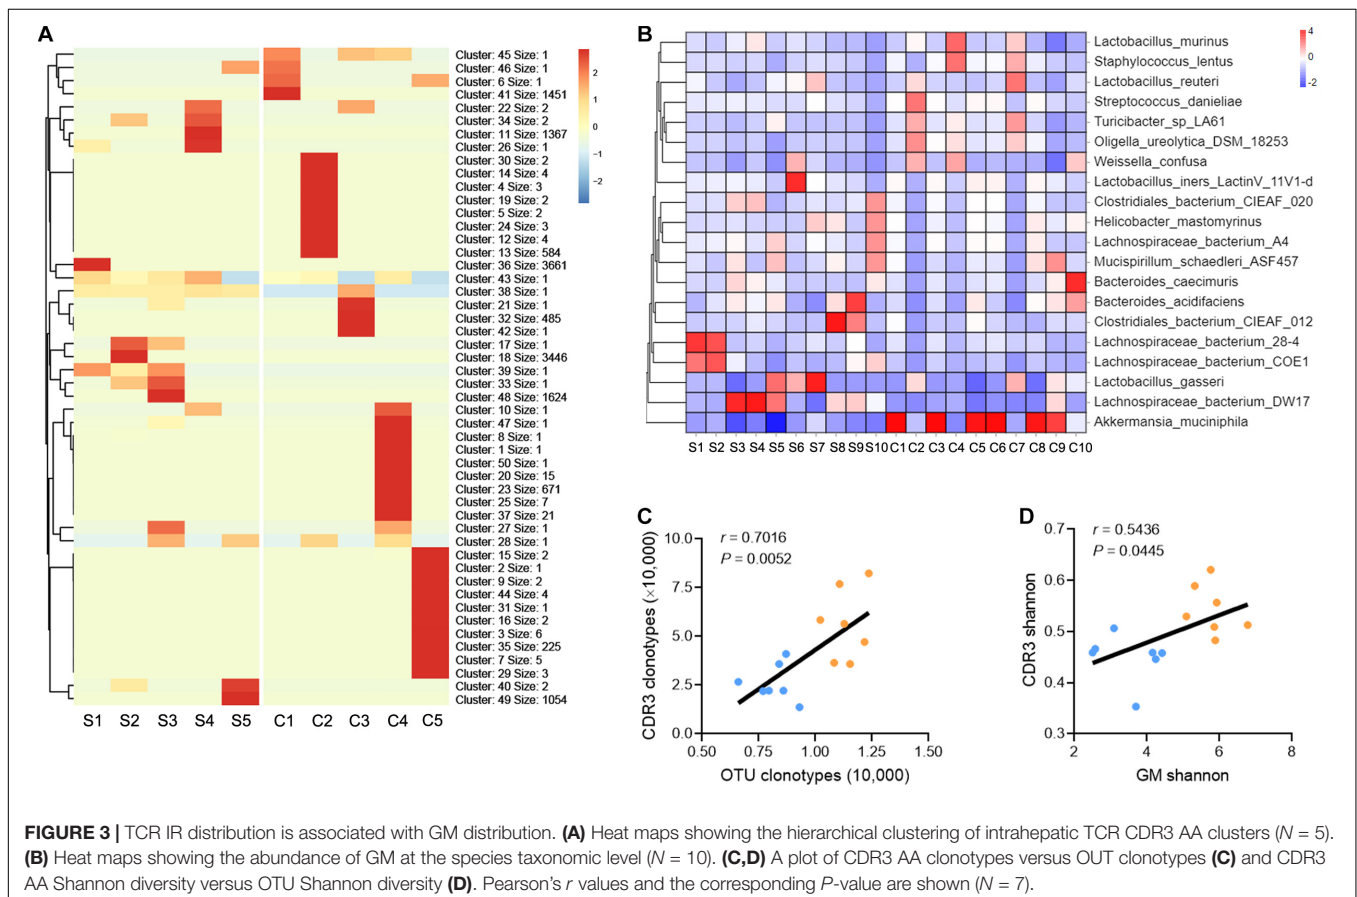 A
Cluster: 45 Size: 1
Cluster: 46 Size: 1
Cluster: 6 Size: 1
Cluster: 41 Size: 1451
Cluster: 22 Size: 2
Cluster: 34 Size: 2
Cluster: 11 Size: 1367
Cluster: 26 Size: 1
Cluster: 30 Size: 2
Cluster: 14 Size: 4
Cluster: 4 Size: 3
Cluster: 19 Size: 2
Cluster: 5 Size: 2
Cluster: 24 Size: 3
Cluster: 12 Size: 4
Cluster: 13 Size: 584
Cluster: 36 Size: 3661
Cluster: 43 Size: 1
Cluster: 38 Size: 1
Cluster: 21 Size: 1
Cluster: 32 Size: 485
Cluster: 42 Size: 1
Cluster: 17 Size: 1
Cluster: 18 Size: 3446
Cluster: 39 Size: 1
Cluster: 33 Size: 1
Cluster: 48 Size: 1624
Cluster: 10 Size: 1
Cluster: 47 Size: 1
Cluster: 8 Size: 1
Cluster: 1 Size: 1
Cluster: 50 Size: 1
Cluster: 20 Size: 15
Cluster: 23 Size: 671
Cluster: 25 Size: 7
Cluster: 37 Size: 21
Cluster: 27 Size: 1
Cluster: 28 Size: 1
Cluster: 15 Size: 2
Cluster: 2 Size: 1
Cluster: 9 Size: 2
Cluster: 44 Size: 4
Cluster: 31 Size: 1
Cluster: 16 Size: 2
Cluster: 3 Size: 6
Cluster: 35 Size: 225
Cluster: 7 Size: 5
Cluster: 29 Size: 3
Cluster: 40 Size: 2
Cluster: 49 Size: 1054
S1 S2 S3 S4 S5 C1 C2 C3 C4 C5
2
1
0
−1
−2
B
Lactobacillus_murinus
Staphylococcus_lentus
Lactobacillus_reuteri
Streptococcus_danieliae
Turicibacter_sp_LA61
Oligella_ureolytica_DSM_18253
Weissella_confusa
Lactobacillus_iners_LactinV_11V1-d
Clostridiales_bacterium_CIEAF_020
Helicobacter_mastomyrinus
Lachnospiraceae_bacterium_A4
Mucispirillum_schaedleri_ASF457
Bacteroides_caecimuris
Bacteroides_acidifaciens
Clostridiales_bacterium_CIEAF_012
Lachnospiraceae_bacterium_28-4
Lachnospiraceae_bacterium_COE1
Lactobacillus_gasseri
Lachnospiraceae_bacterium_DW17
Akkermansia_muciniphila
S1 S2 S3 S4 S5 S6 S7 S8 S9 S10 C1 C2 C3 C4 C5 C6 C7 C8 C9 C10
4
0
-2
C
r = 0.7016
P = 0.0052
CDR3 clonotypes (×10,000)
10.0
7.5
5.0
2.5
0.0
0.50 0.75 1.00 1.25 1.50
OTU clonotypes (10,000)
D
r = 0.5436
P = 0.0445
CDR3 shannon
0.7
0.6
0.5
0.4
0.3
2 4 6 8
GM shannon
FIGURE 3 | TCR IR distribution is associated with GM distribution. (A) Heat maps showing the hierarchical clustering of intrahepatic TCR CDR3 AA clusters (N = 5).
(B) Heat maps showing the abundance of GM at the species taxonomic level (N = 10). (C,D) A plot of CDR3 AA clonotypes versus OUT clonotypes (C) and CDR3
AA Shannon diversity versus OTU Shannon diversity (D). Pearson's r values and the corresponding P-value are shown (N = 7).